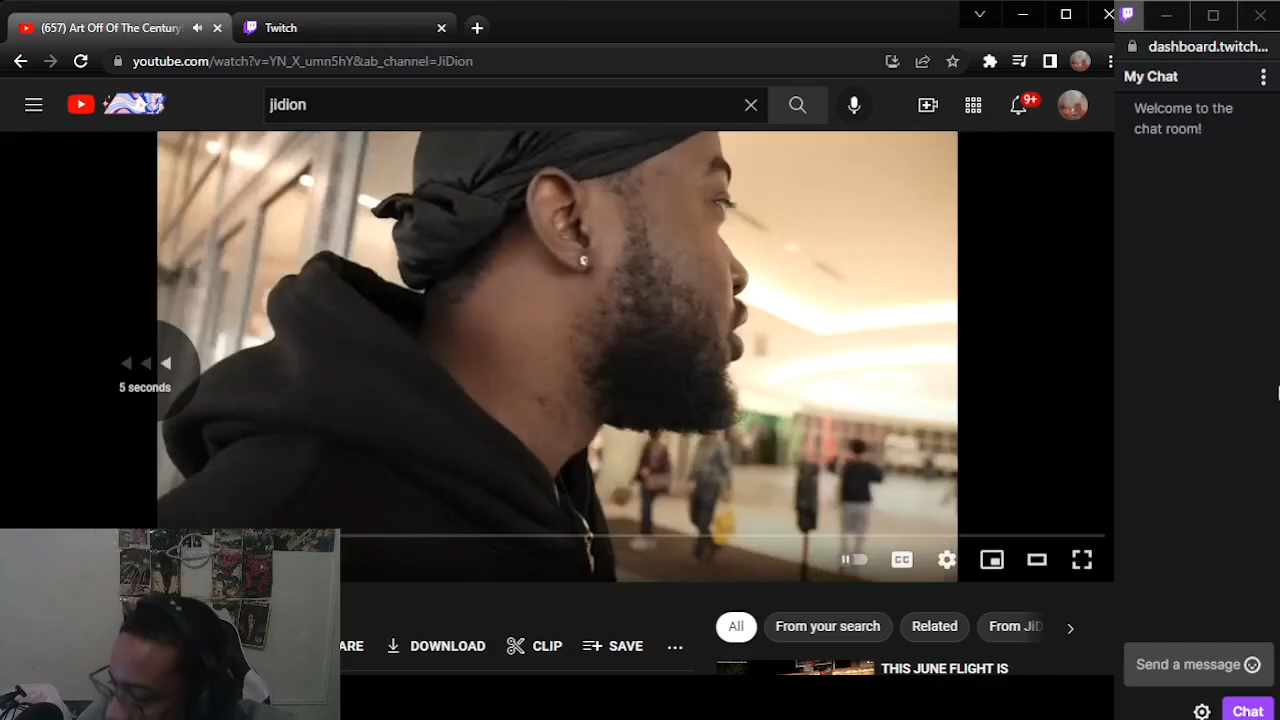 (657) Art Off Of The Century
Twitch
youtube.com/watch?v=YN_X_umn5hY&ab_channel=JiDion
dashboard.twitch...
My Chat
jidion
9+
Welcome to the
chat room!
5 seconds
CC
All
From your search
Related
From JiD
ARE
DOWNLOAD
CLIP
SAVE
THIS JUNE FLIGHT IS
Send a message
Chat